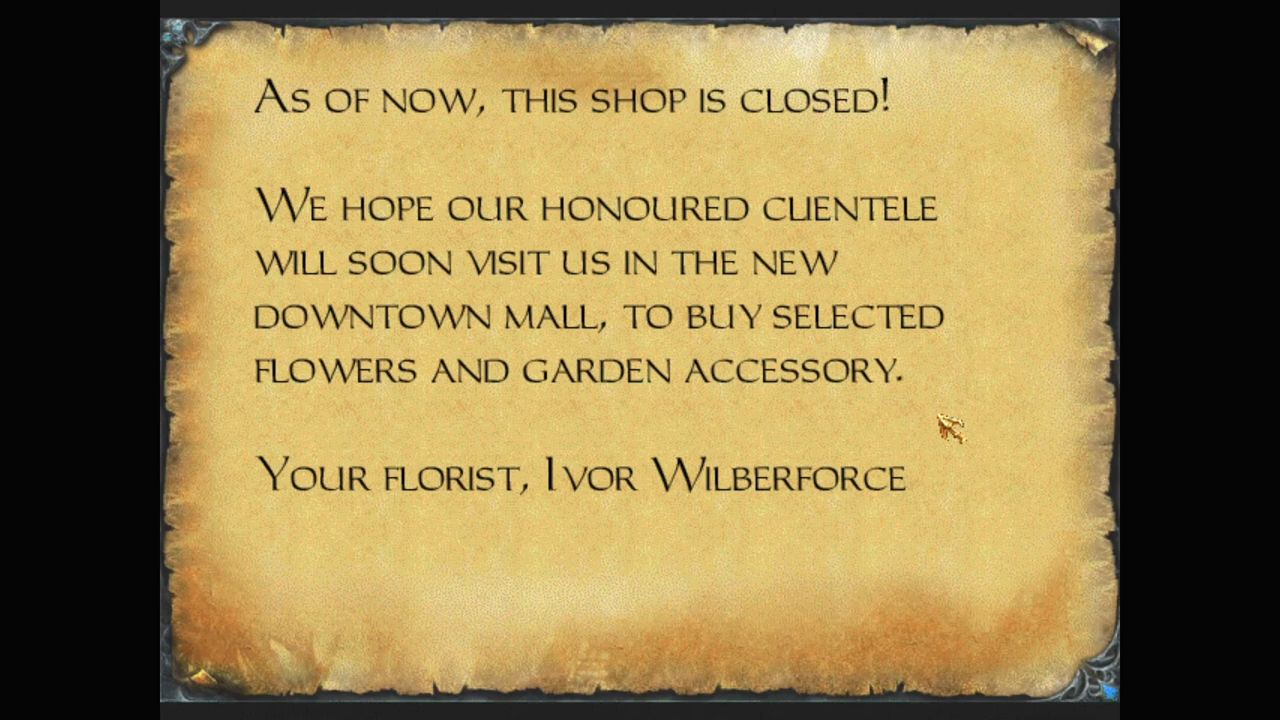 As of now, this shop is closed!
We hope our honoured clientele
will soon visit us in the new
downtown mall, to buy selected
flowers and garden accessory.
Your florist, Ivor Wilberforce